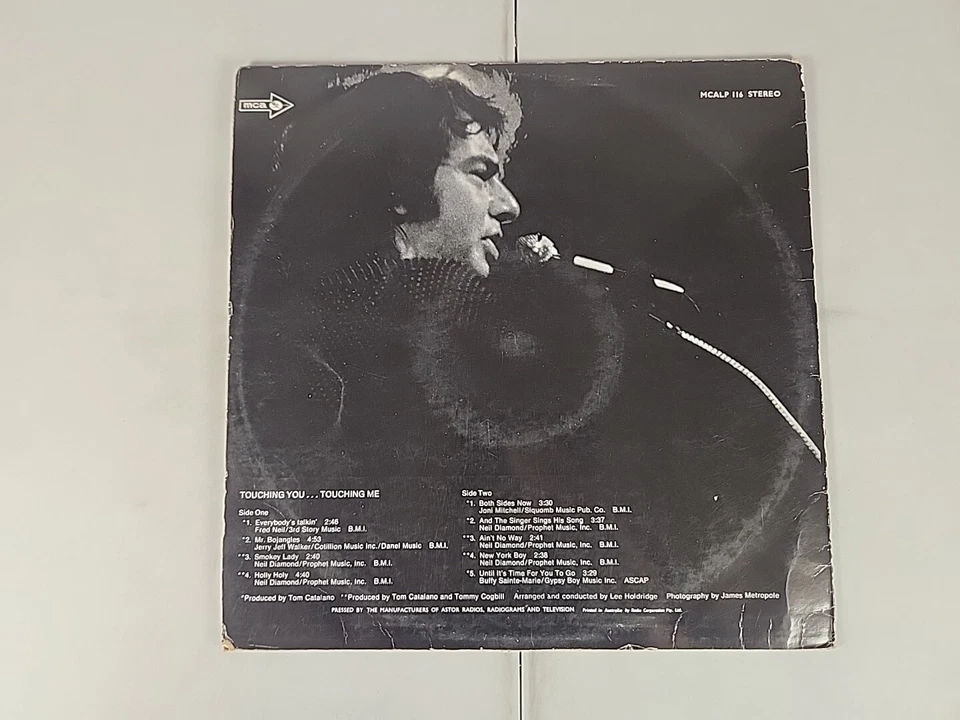 mca
MCALP 116 STEREO
TOUCHING YOU... TOUCHING ME
Side One
*1. Everybody's talkin' 2:46
Fred Neil/3rd Story Music B.M.I.
*2. Mr. Bojangles 4:53
Jerry Jeff Walker/Cotillion Music Inc./Danel Music B.M.I.
**3. Smokey Lady 2:40
Neil Diamond/Prophet Music, Inc. B.M.I.
**4. Holly Holy 4:40
Neil Diamond/Prophet Music, Inc. B.M.I.
Side Two
*1. Both Sides Now 3:30
Joni Mitchell/Siquomb Music Pub. Co. B.M.I.
*2. And The Singer Sings His Song 3:37
Neil Diamond/Prophet Music, Inc. B.M.I.
**3. Ain't No Way 2:41
Neil Diamond/Prophet Music, Inc. B.M.I.
**4. New York Boy 2:38
Neil Diamond/Prophet Music, Inc. B.M.I.
*5. Until It's Time For You To Go 3:29
Buffy Sainte-Marie/Gypsy Boy Music Inc. ASCAP
*Produced by Tom Catalano **Produced by Tom Catalano and Tommy Cogbill Arranged and conducted by Lee Holdridge Photography by James Metropole
PRESSED BY THE MANUFACTURERS OF ASTOR RADIOS, RADIOGRAMS AND TELEVISION Printed in Australia by Radio Corporation Pty. Ltd.